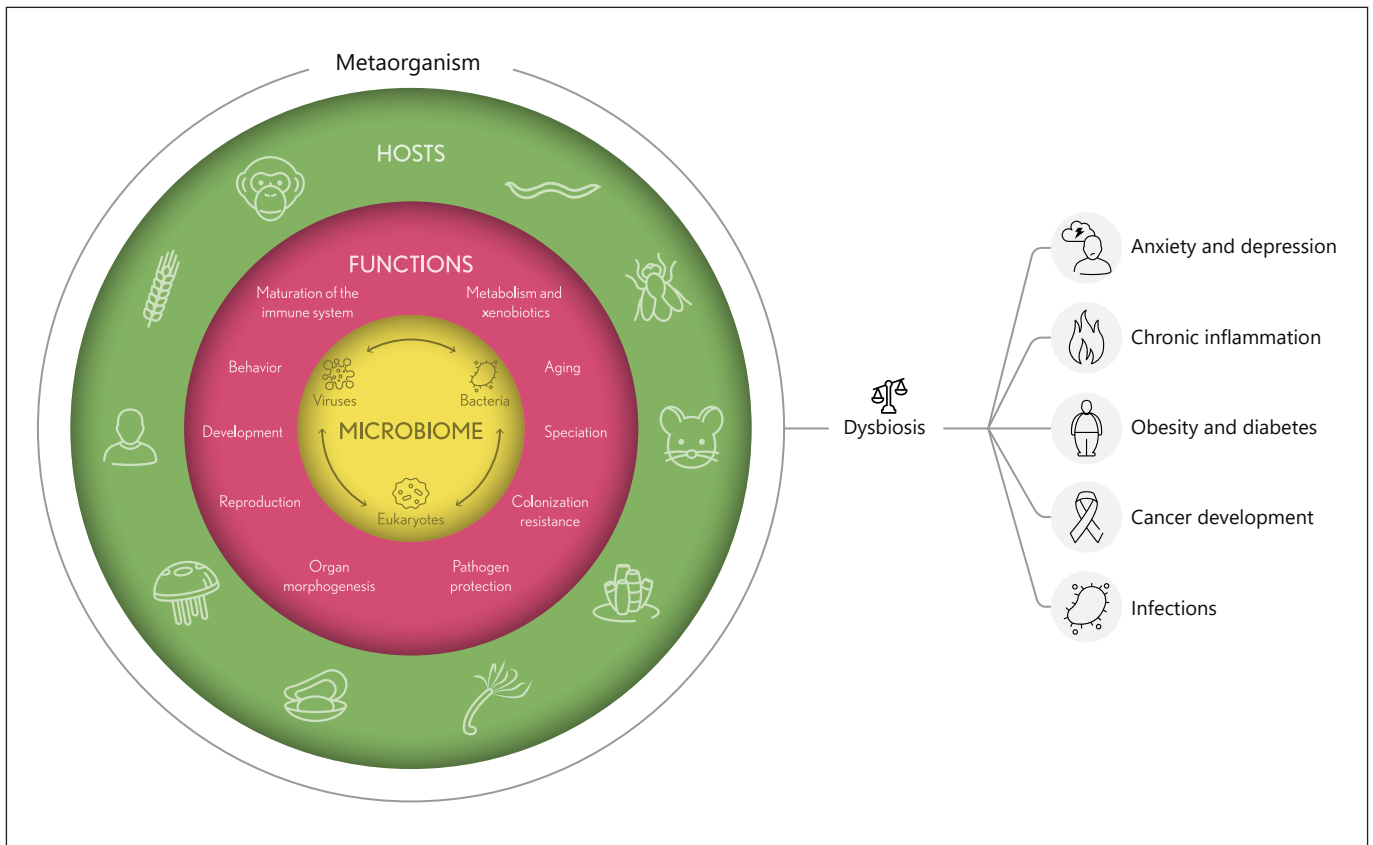 Metaorganism
HOSTS
FUNCTIONS
Maturation of the
immune system
Metabolism and
xenobiotics
Behavior
Aging
Development
Speciation
Reproduction
Colonization
resistance
Organ
morphogenesis
Pathogen
protection
Viruses
Bacteria
MICROBIOME
Eukaryotes
Dysbiosis
Anxiety and depression
Chronic inflammation
Obesity and diabetes
Cancer development
Infections